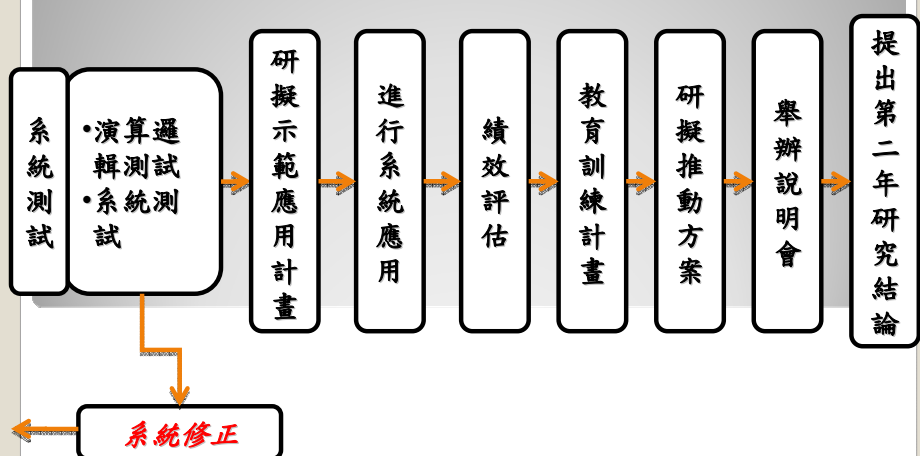 系統測試
•演算邏
輯測試
•系統測
試
研擬示範應用計畫
進行系統應用
績效評估
教育訓練計畫
研擬推動方案
舉辦說明會
提出第二年研究結論
系統修正